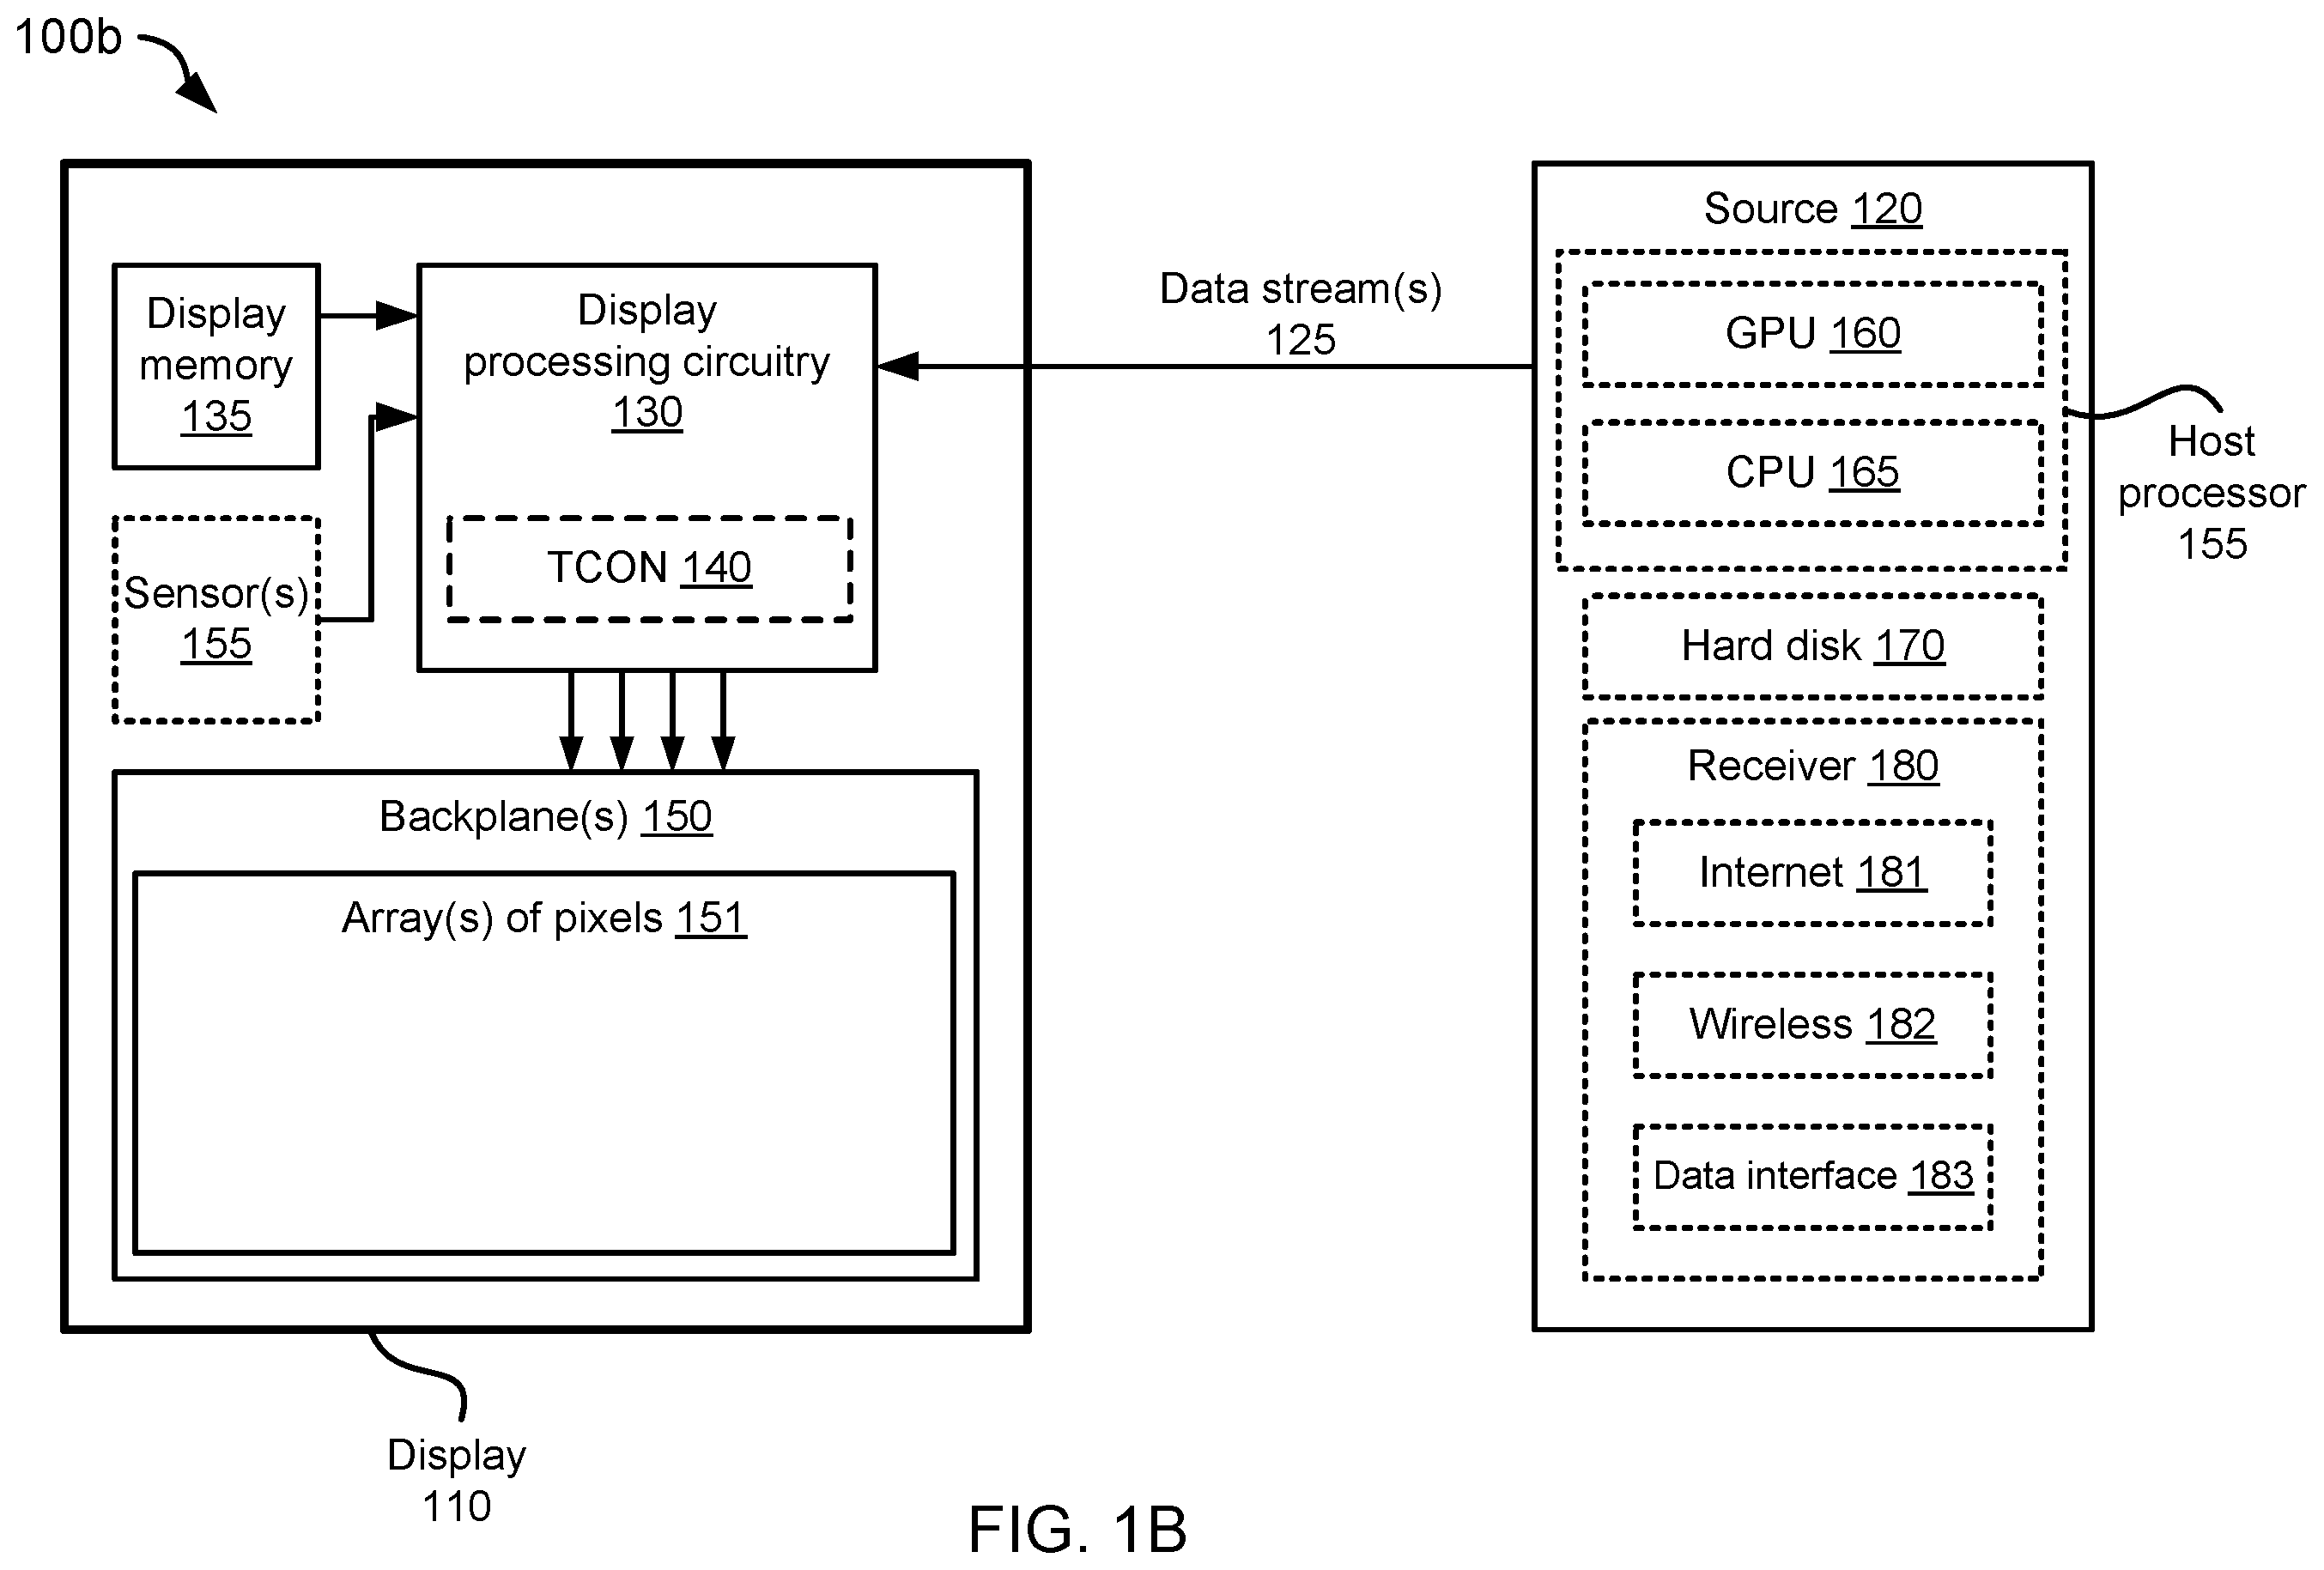 100b
Display
memory
135
Sensor(s)
155
Display
processing circuitry
130
TCON 140
Backplane(s) 150
Array(s) of pixels 151
Display
110
Data stream(s)
125
Source 120
GPU 160
CPU 165
Host
processor
155
Hard disk 170
Receiver 180
Internet 181
Wireless 182
Data interface 183
FIG. 1B